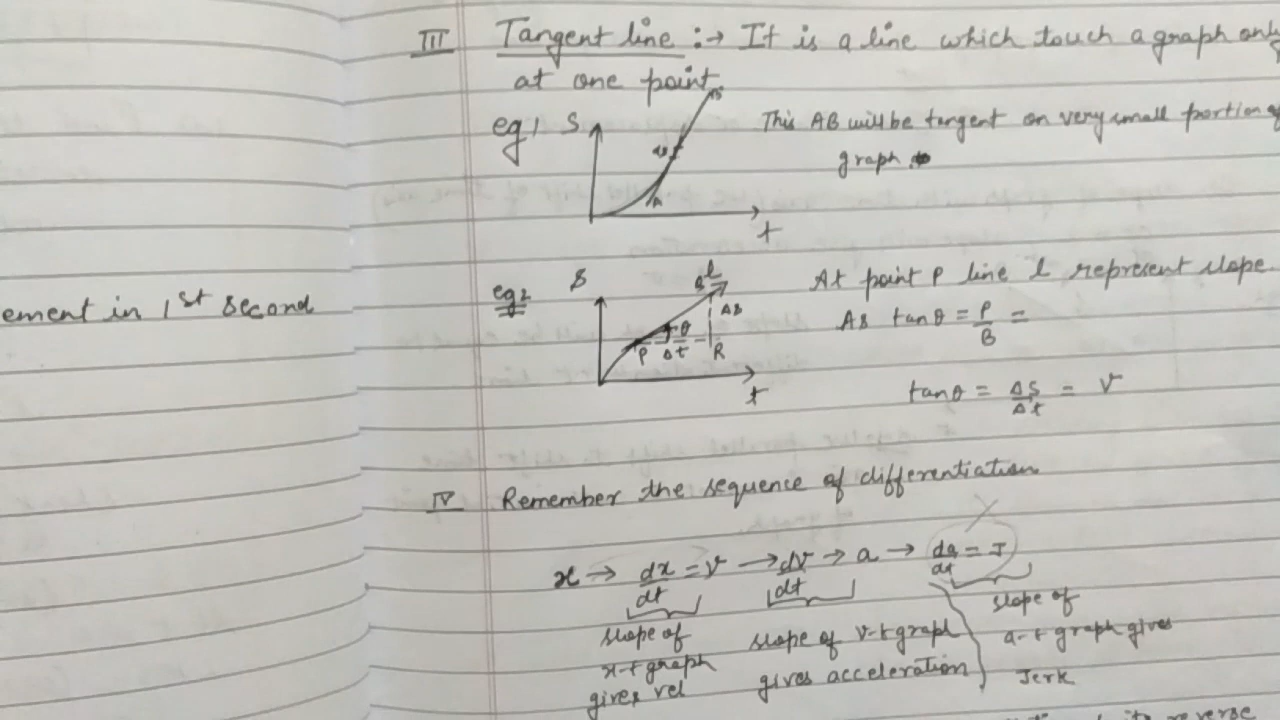 ement in 1st second
III Tangent line :→ It is a line which touch a graph only
at one point
eg1 S
This AB will be tangent on very small portion of
graph
A
t
eg2 S
l
At point P line l represent slope
Δs
θ
P Δt R
As tanθ = P/B =
t
tanθ = ΔS/Δt = V
IV Remember the sequence of differentiation
x → dx/dt = v → dv/dt → a → da/dt = J
slope of
x-t graph
gives vel
slope of v-t graph
gives acceleration
slope of
a-t graph gives
Jerk
reverse